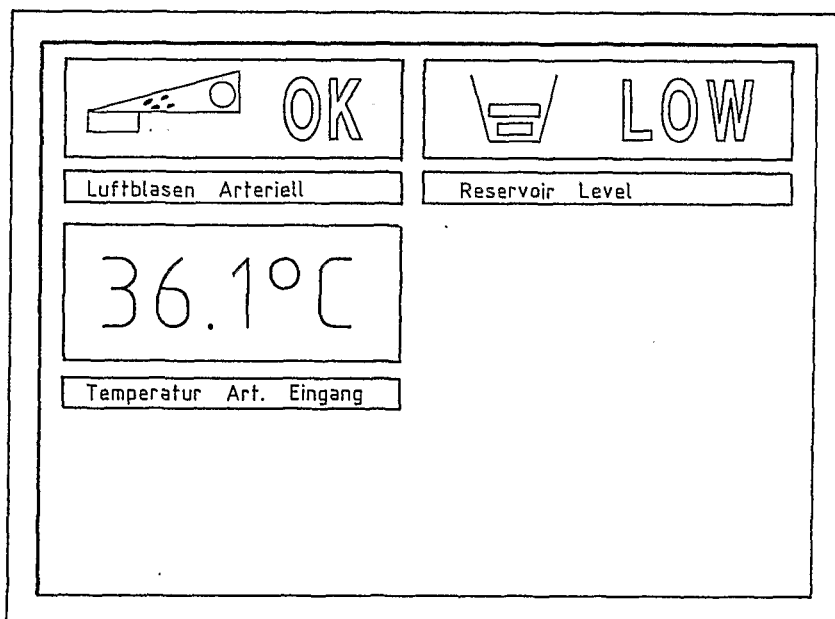 OK
LOW
Luftblasen Arteriell
Reservoir Level
36.1°C
Temperatur Art. Eingang